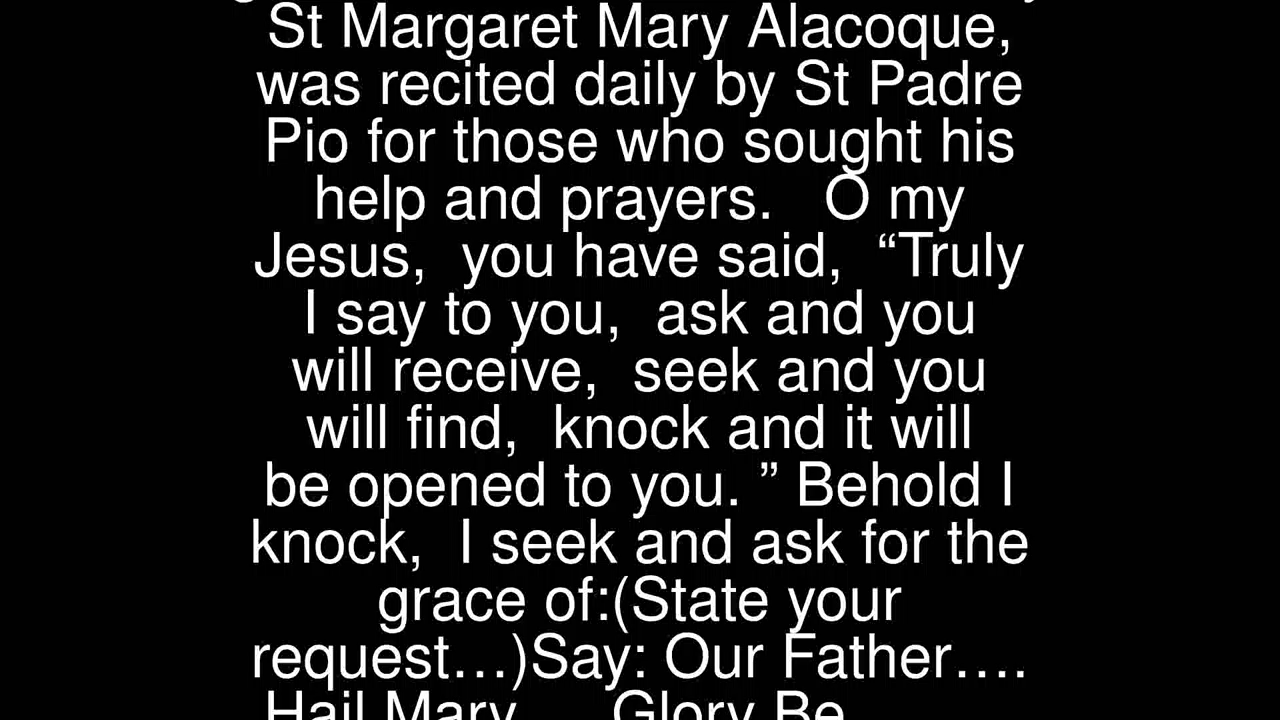 St Margaret Mary Alacoque,
was recited daily by St Padre
Pio for those who sought his
help and prayers.   O my
Jesus,  you have said,  “Truly
I say to you,  ask and you
will receive,  seek and you
will find,  knock and it will
be opened to you. ” Behold I
knock,  I seek and ask for the
grace of:(State your
request…)Say: Our Father….
Hail Mary…. Glory Be